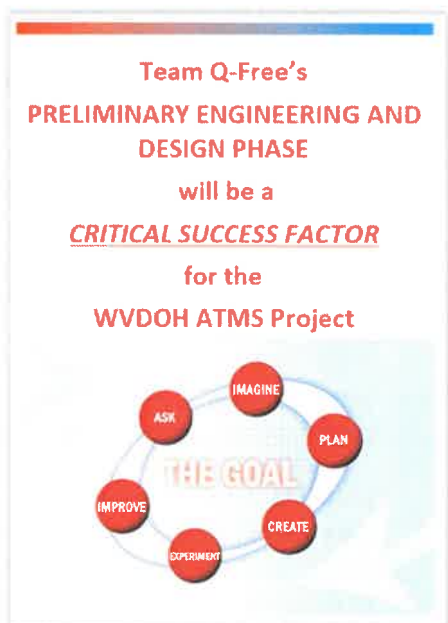 Team Q-Free's
PRELIMINARY ENGINEERING AND
DESIGN PHASE
will be a
CRITICAL SUCCESS FACTOR
for the
WVDOH ATMS Project
IMAGINE
ASK
PLAN
THE GOAL
IMPROVE
CREATE
EXPERIMENT